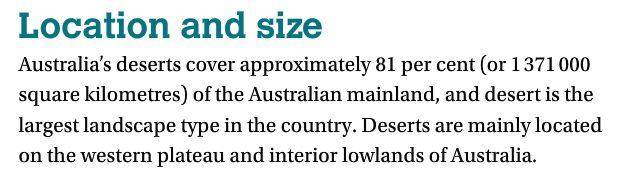 Location and size
Australia's deserts cover approximately 81 per cent (or 1 371 000
square kilometres) of the Australian mainland, and desert is the
largest landscape type in the country. Deserts are mainly located
on the western plateau and interior lowlands of Australia.